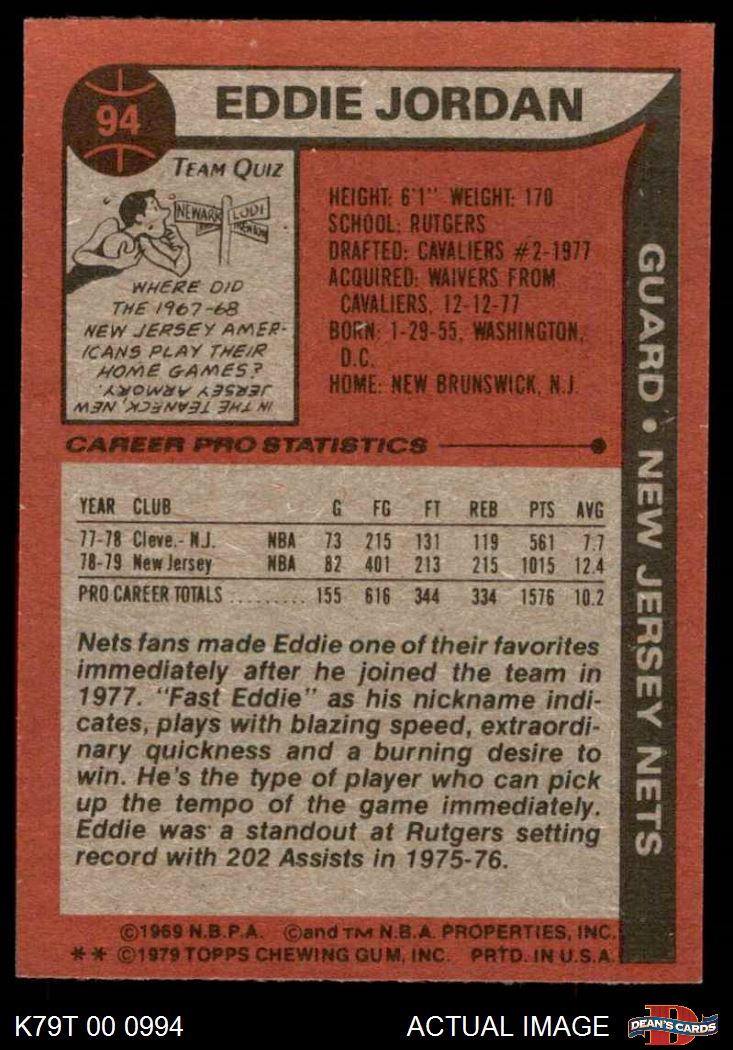 94
EDDIE JORDAN
TEAM QUIZ
NEWARK
LODI
TRENTON
WHERE DID
THE 1967-68
NEW JERSEY AMER-
ICANS PLAY THEIR
HOME GAMES?
IN TEANECK, NEW
JERSEY ARMORY.
HEIGHT: 6'1" WEIGHT: 170
SCHOOL: RUTGERS
DRAFTED: CAVALIERS #2-1977
ACQUIRED: WAIVERS FROM
CAVALIERS, 12-12-77
BORN: 1-29-55, WASHINGTON,
D.C.
HOME: NEW BRUNSWICK, N.J.
GUARD • NEW JERSEY NETS
CAREER PRO STATISTICS
YEAR CLUB G FG FT REB PTS AVG
77-78 Cleve.- N.J. NBA 73 215 131 119 561 7.7
78-79 New Jersey NBA 82 401 213 215 1015 12.4
PRO CAREER TOTALS ......... 155 616 344 334 1576 10.2
Nets fans made Eddie one of their favorites
immediately after he joined the team in
1977. "Fast Eddie" as his nickname indi-
cates, plays with blazing speed, extraordi-
nary quickness and a burning desire to
win. He's the type of player who can pick
up the tempo of the game immediately.
Eddie was a standout at Rutgers setting
record with 202 Assists in 1975-76.
©1969 N.B.P.A. ©and TM N.B.A. PROPERTIES, INC.
** ©1979 TOPPS CHEWING GUM, INC. PRTD. IN U.S.A.
K79T 00 0994
ACTUAL IMAGE
D
DEAN'S CARDS